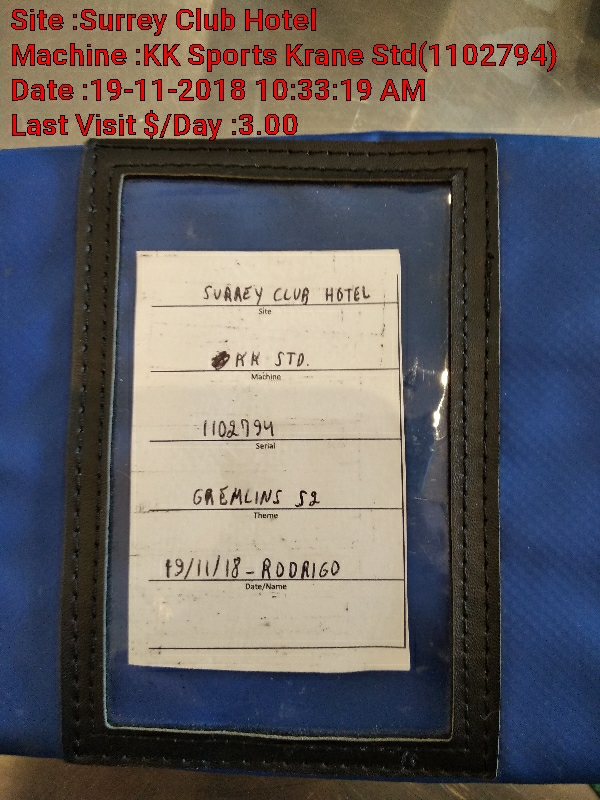 Site :Surrey Club Hotel
Machine :KK Sports Krane Std(1102794)
Date :19-11-2018 10:33:19 AM
Last Visit $/Day :3.00
SURREY CLUB HOTEL
Site
KK STD.
Machine
1102794
Serial
GREMLINS S2
Theme
19/11/18 - RODRIGO
Date/Name